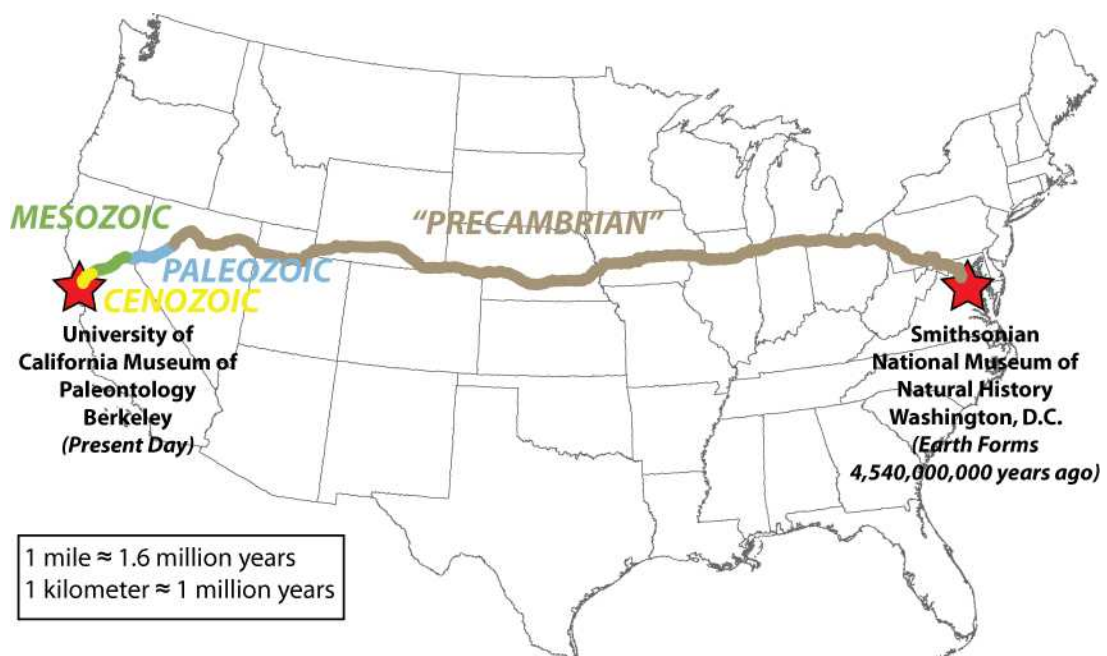 MESOZOIC
"PRECAMBRIAN"
PALEOZOIC
CENOZOIC
University of
California Museum of
Paleontology
Berkeley
(Present Day)
Smithsonian
National Museum of
Natural History
Washington, D.C.
(Earth Forms
4,540,000,000 years ago)
1 mile ≈ 1.6 million years
1 kilometer ≈ 1 million years